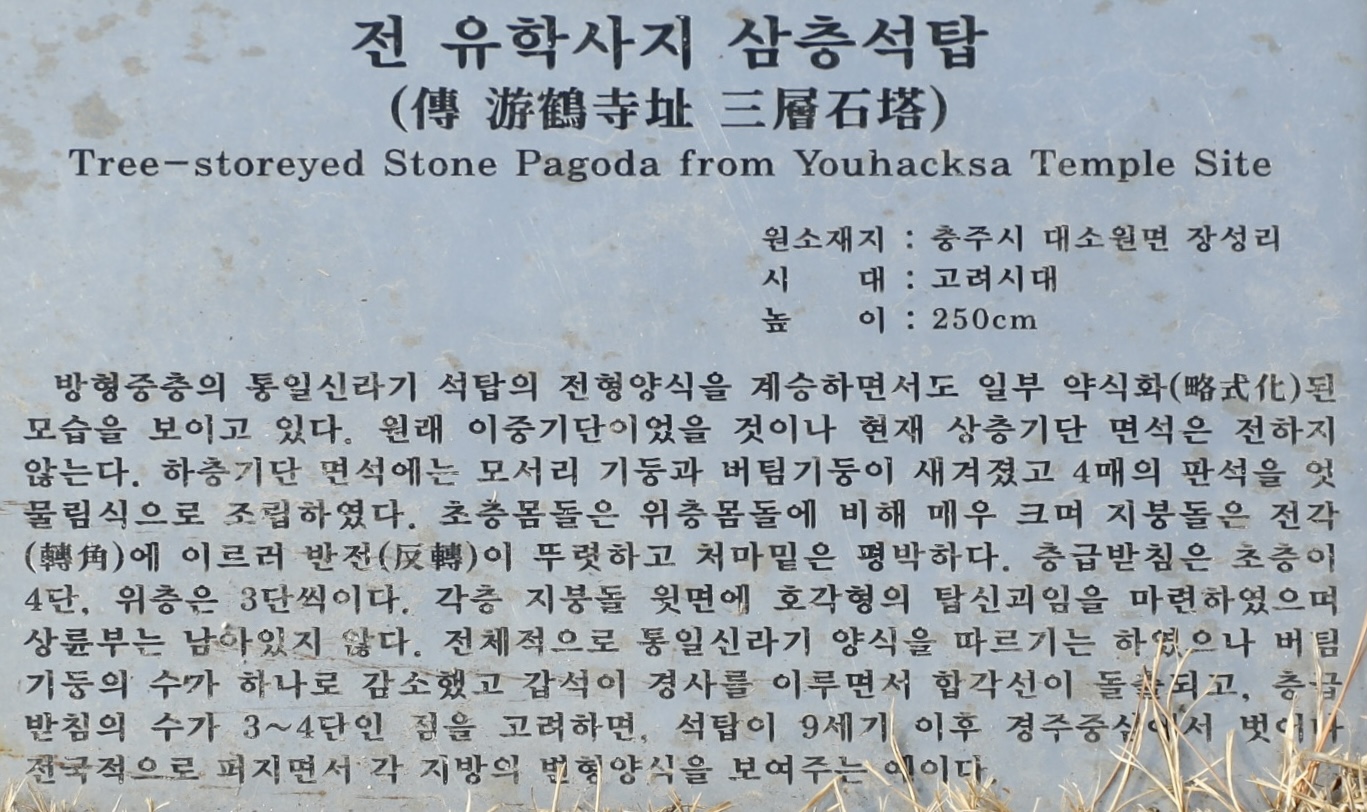 전 유학사지 삼층석탑
(傳 游鶴寺址 三層石塔)
Tree-storeyed Stone Pagoda from Youhacksa Temple Site
원소재지 : 충주시 대소원면 장성리
시 대 : 고려시대
높 이 : 250cm
방형중층의 통일신라기 석탑의 전형양식을 계승하면서도 일부 약식화(略式化)된
모습을 보이고 있다. 원래 이중기단이었을 것이나 현재 상층기단 면석은 전하지
않는다. 하층기단 면석에는 모서리 기둥과 버팀기둥이 새겨졌고 4매의 판석을 엇
물림식으로 조립하였다. 초층몸돌은 위층몸돌에 비해 매우 크며 지붕돌은 전각
(轉角)에 이르러 반전(反轉)이 뚜렷하고 처마밑은 평박하다. 층급받침은 초층이
4단, 위층은 3단씩이다. 각층 지붕돌 윗면에 호각형의 탑신괴임을 마련하였으며
상륜부는 남아있지 않다. 전체적으로 통일신라기 양식을 따르기는 하였으나 버팀
기둥의 수가 하나로 감소했고 갑석이 경사를 이루면서 합각선이 층급
받침의 수가 3~4단인 점을 고려하면, 석탑이 9세기 이후 경주중심에서 벗어나
전국적으로 퍼지면서 각 지방의 변형양식을 보여주는 예이다.